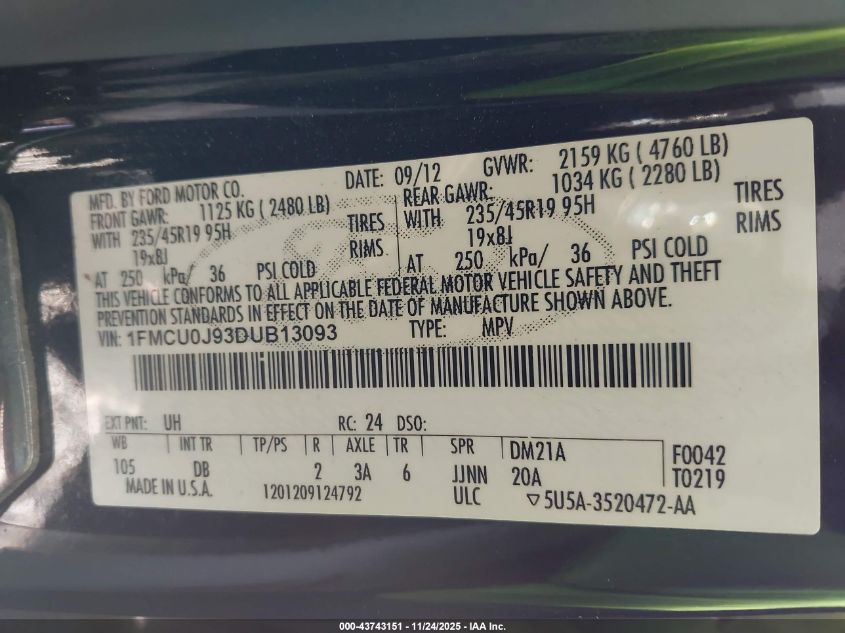 MFD. BY FORD MOTOR CO. DATE: 09/12 GVWR: 2159 KG ( 4760 LB)
FRONT GAWR: 1125 KG ( 2480 LB) REAR GAWR: 1034 KG ( 2280 LB)
WITH 235/45R19 95H TIRES WITH 235/45R19 95H TIRES
19x8J RIMS 19x8J RIMS
AT 250 kPa/ 36 PSI COLD AT 250 kPa/ 36 PSI COLD
THIS VEHICLE CONFORMS TO ALL APPLICABLE FEDERAL MOTOR VEHICLE SAFETY AND THEFT
PREVENTION STANDARDS IN EFFECT ON THE DATE OF MANUFACTURE SHOWN ABOVE.
VIN: 1FMCU0J93DUB13093 TYPE: MPV
EXT PNT: UH RC: 24 DSO:
WB INT TR TP/PS R AXLE TR SPR DM21A F0042
105 DB 2 3A 6 JJNN 20A T0219
MADE IN U.S.A. 1201209124792 ULC ▽5U5A-3520472-AA
000-43743151 - 11/24/2025 - IAA Inc.